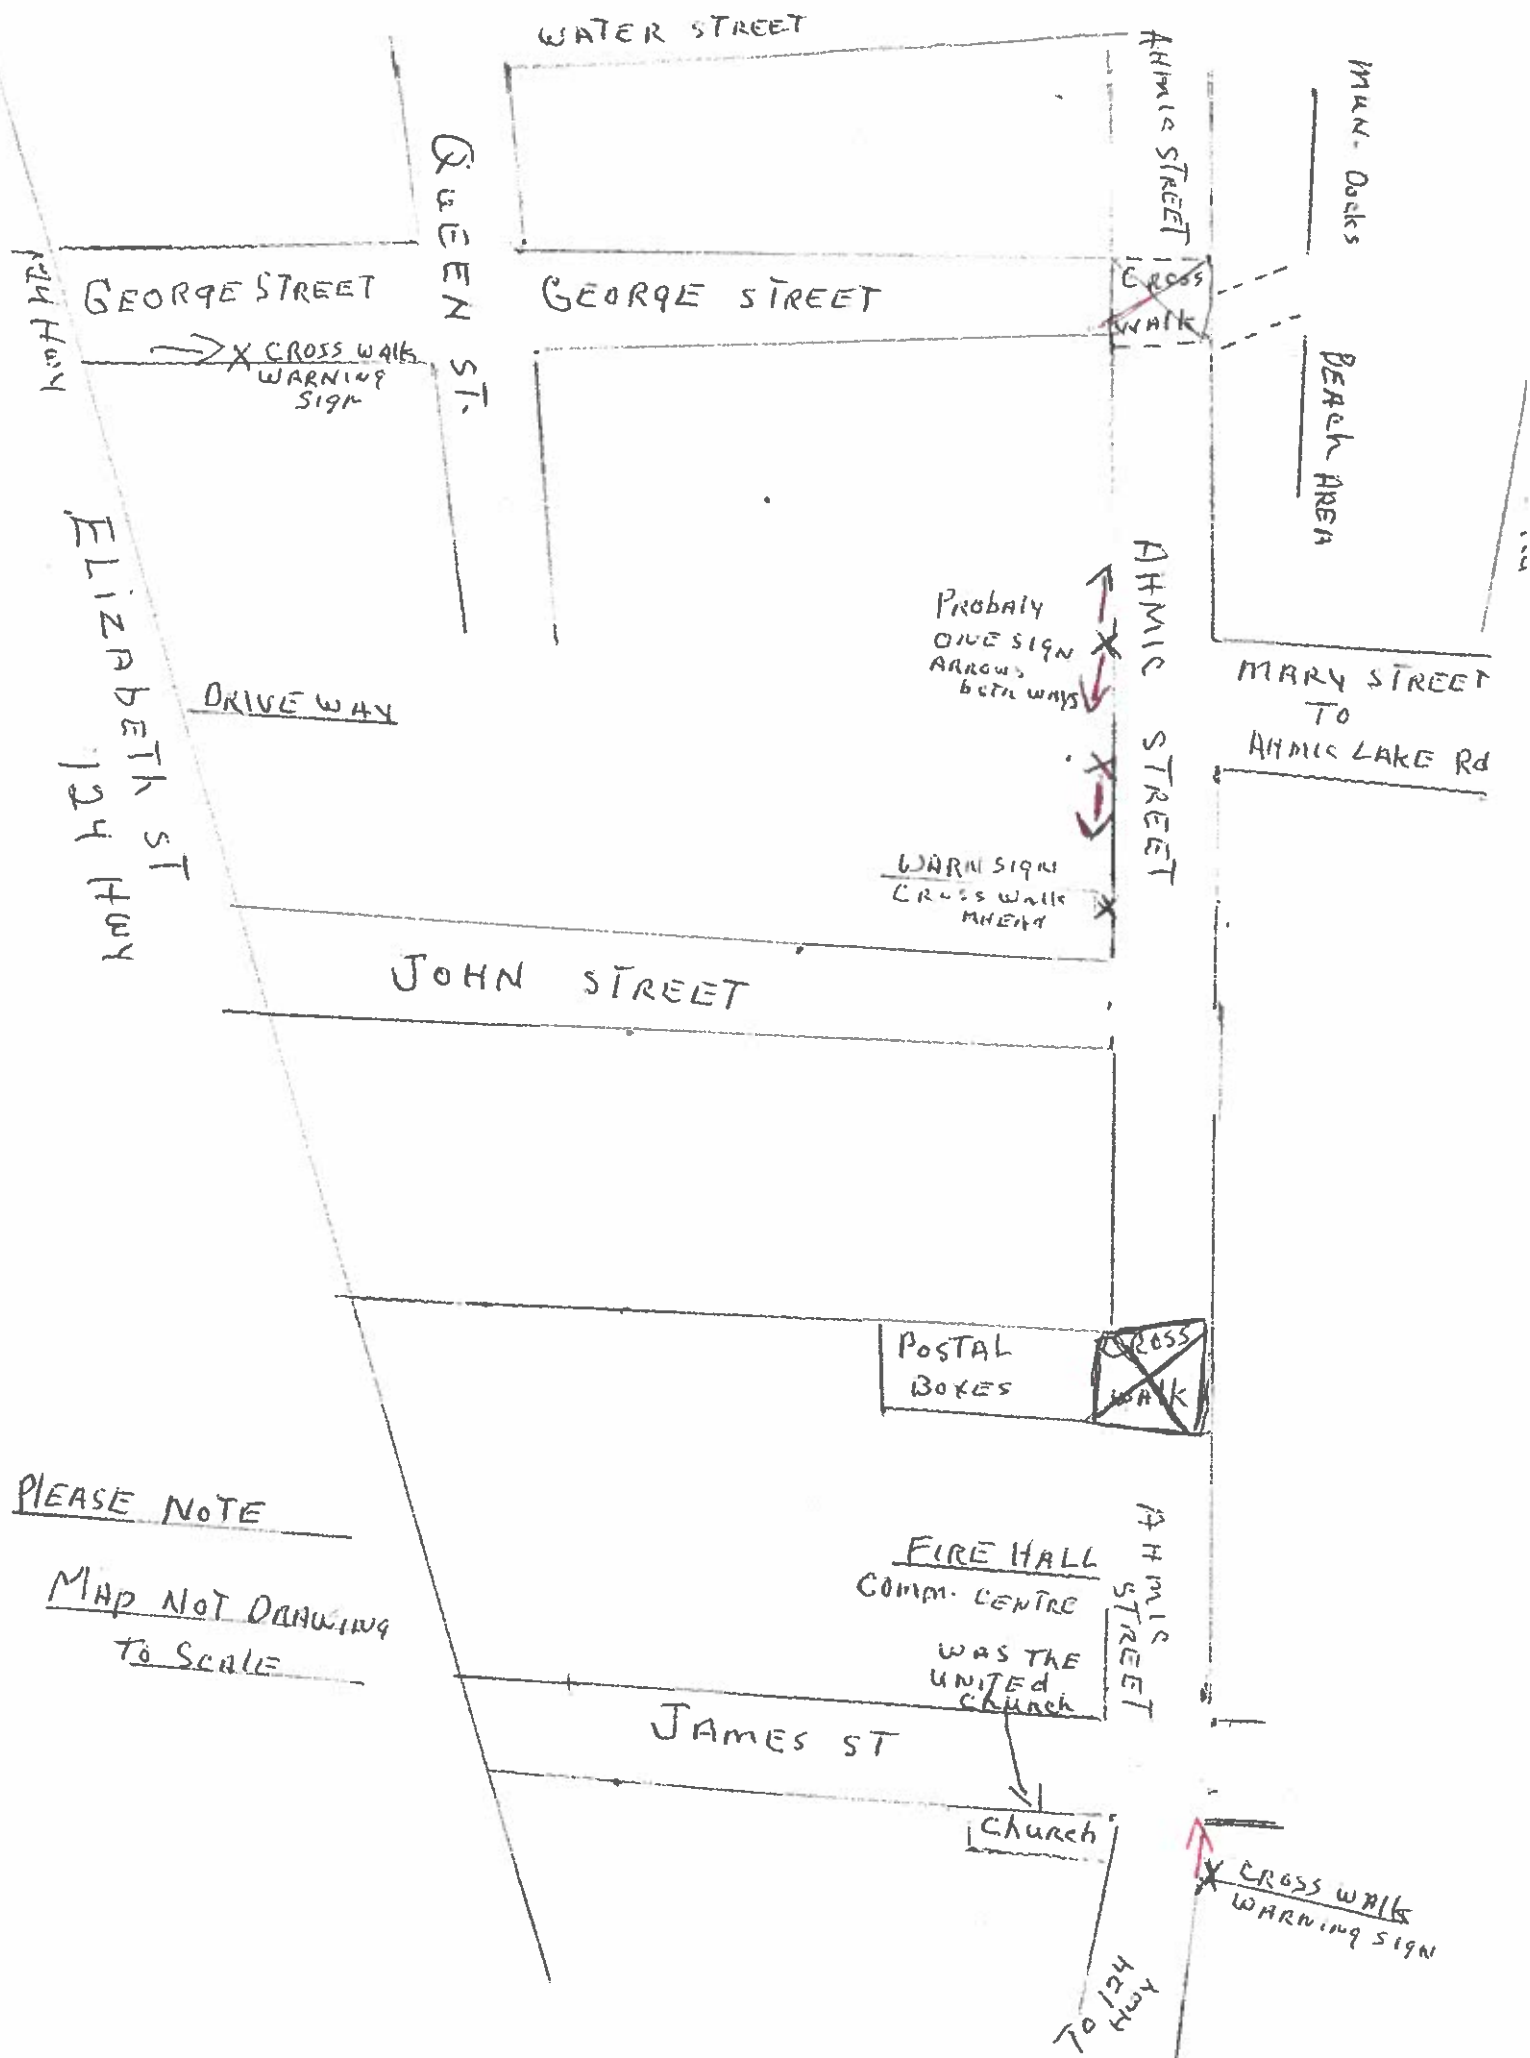 WATER STREET
AHMIC STREET
MUN- Docks
QUEEN ST.
GEORGE STREET
GEORGE STREET
CROSS
WALK
124 Hwy
X CROSS WALK
WARNING
SIGN
BEACH AREA
ELIZABETH ST
124 Hwy
AHMIC STREET
PROBALY
ONE SIGN
ARROWS
BOTH WAYS
MARY STREET
TO
AHMIC LAKE Rd
DRIVE WAY
WARN SIGN
CROSS WALK
AHEAD
JOHN STREET
POSTAL
BOXES
CROSS
WALK
PLEASE NOTE
MAP NOT DRAWING
TO SCALE
FIRE HALL
COMM. CENTRE
AHMIC
STREET
WAS THE
UNITED
CHURCH
JAMES ST
CHURCH
X CROSS WALK
WARNING SIGN
TO 124
HWY